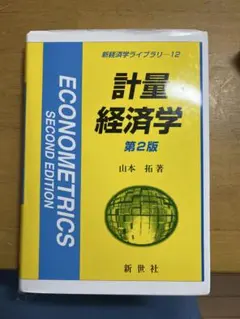 新経済学ライブラリ―12
計量
経済学
第2版
山本 拓 著
新世社
ECONOMETRICS
SECOND EDITION